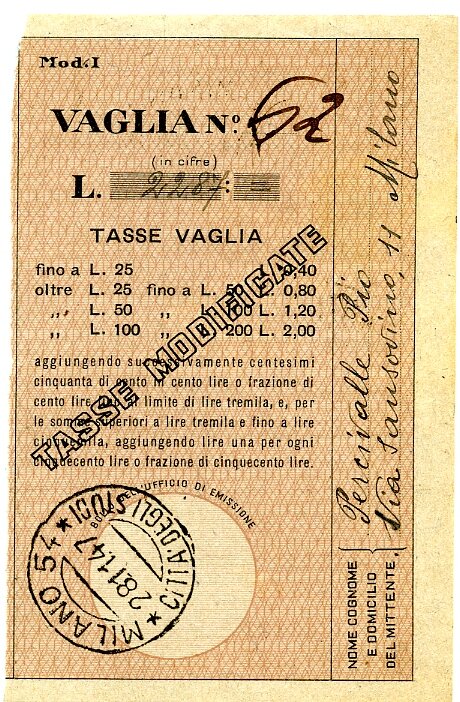 Mod. I
VAGLIA N.º 62
(in cifre)
L. 2287:=
TASSE VAGLIA
fino a L. 25 0,40
oltre L. 25 fino a L. 50 L. 0,80
„ L. 50 „ L. 100 L. 1,20
„ L. 100 „ L. 200 L. 2,00
aggiungendo successivamente centesimi
cinquanta di cento in cento lire o frazione di
cento lire, fino al limite di lire tremila, e, per
le somme superiori a lire tremila e fino a lire
cinquemila, aggiungendo lire una per ogni
cinquecento lire o frazione di cinquecento lire.
TASSE MODIFICATE
BOLLO DELL'UFFICIO DI EMISSIONE
* MILANO 54 * CITTÀ DEGLI STUDI
28.11.47
NOME COGNOME
E DOMICILIO
DEL MITTENTE.
Percivalle Pio
Via Sansovino, 11 Milano